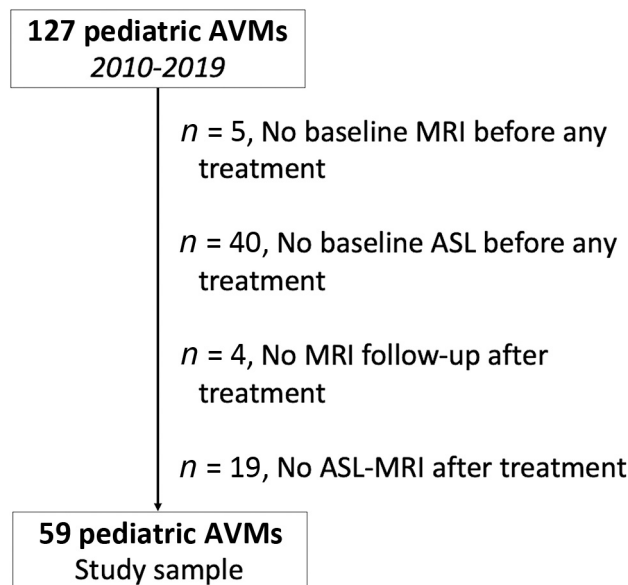 127 pediatric AVMs
2010-2019
n = 5, No baseline MRI before any
treatment
n = 40, No baseline ASL before any
treatment
n = 4, No MRI follow-up after
treatment
n = 19, No ASL-MRI after treatment
59 pediatric AVMs
Study sample